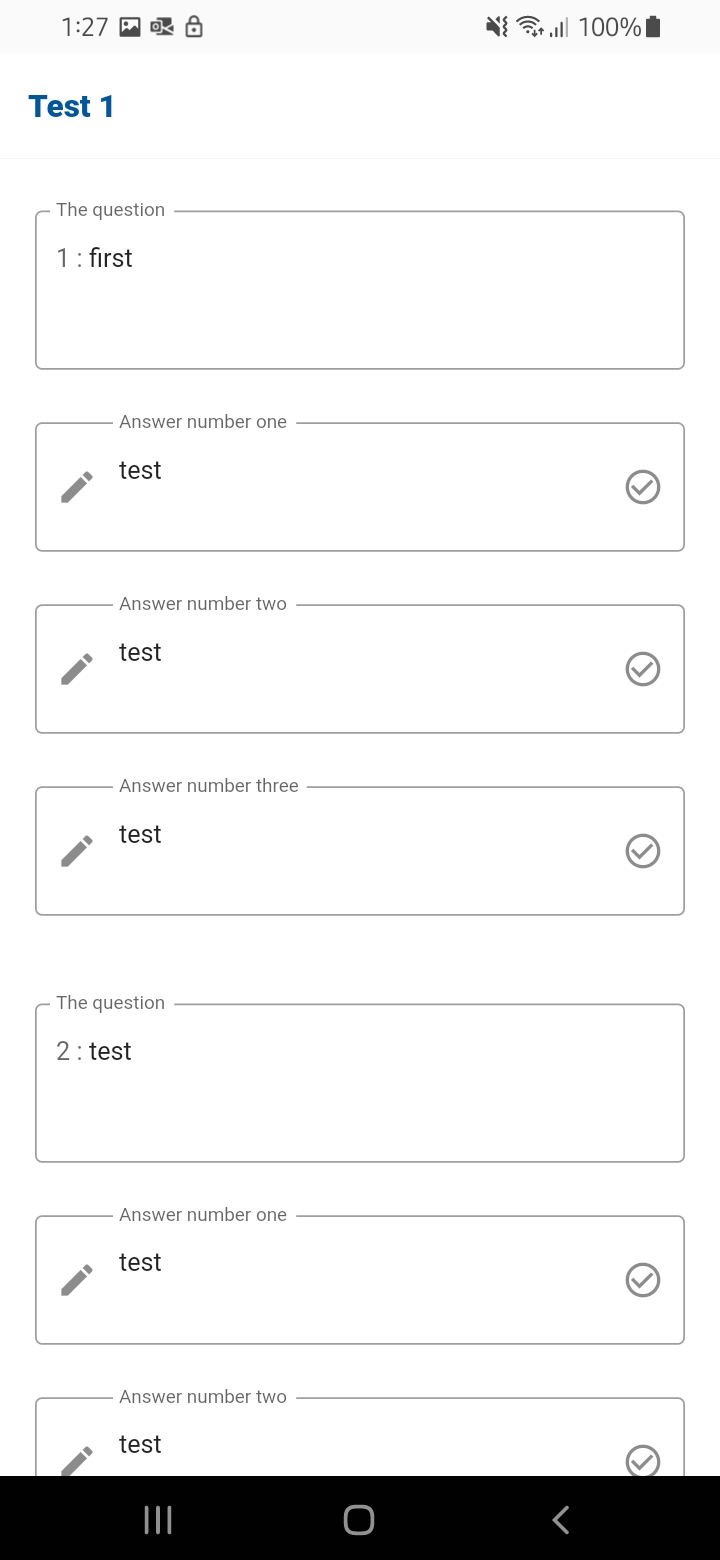 1:27
100%
Test 1
The question
1 : first
Answer number one
test
Answer number two
test
Answer number three
test
The question
2 : test
Answer number one
test
Answer number two
test